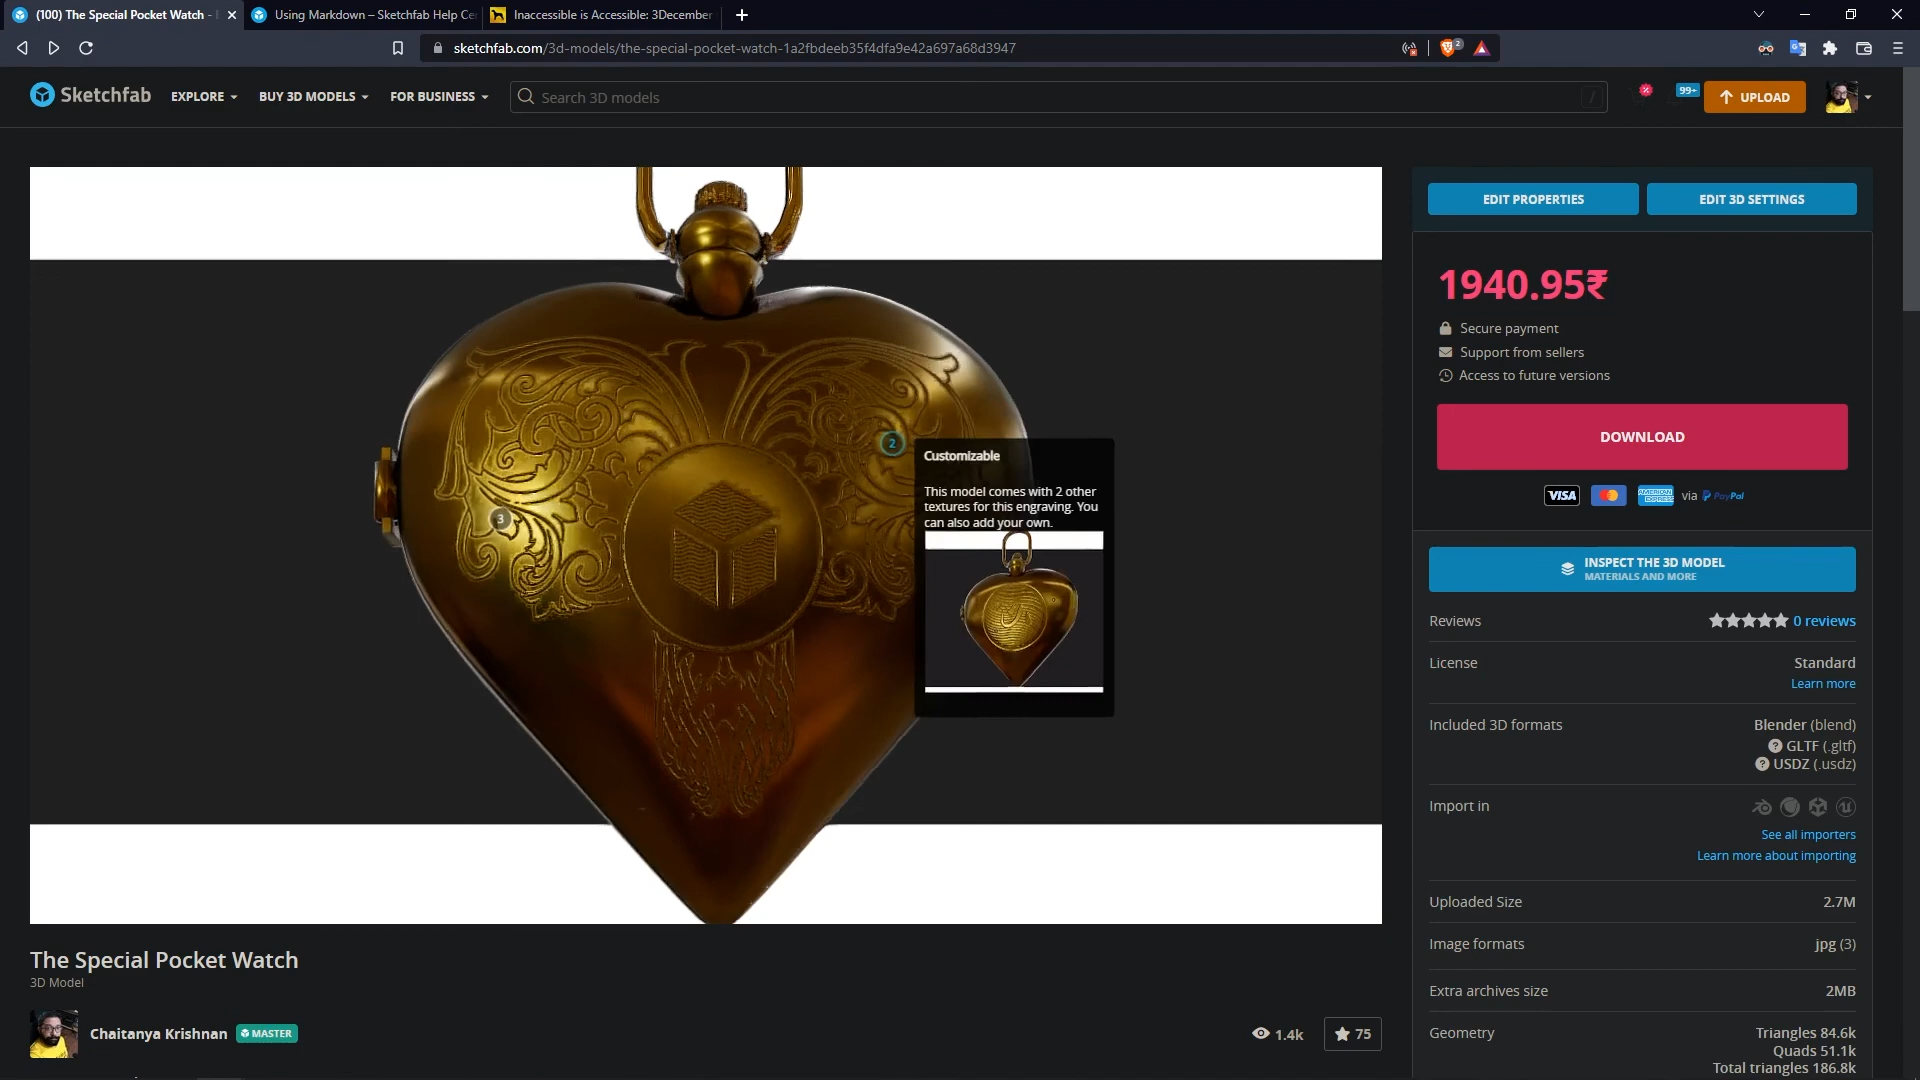 (100) The Special Pocket Watch -
Using Markdown – Sketchfab Help Ce
Inaccessible is Accessible: 3December
sketchfab.com/3d-models/the-special-pocket-watch-1a2fbdeeb35f4dfa9e42a697a68d3947
2
Sketchfab
EXPLORE
BUY 3D MODELS
FOR BUSINESS
Search 3D models
/
%
99+
UPLOAD
EDIT PROPERTIES
EDIT 3D SETTINGS
1940.95₹
Secure payment
Support from sellers
Access to future versions
DOWNLOAD
VISA
AMERICAN EXPRESS
via PayPal
2
3
Customizable
This model comes with 2 other
textures for this engraving. You
can also add your own.
INSPECT THE 3D MODEL
MATERIALS AND MORE
Reviews
0 reviews
License
Standard
Learn more
Included 3D formats
Blender (blend)
? GLTF (.gltf)
? USDZ (.usdz)
Import in
See all importers
Learn more about importing
Uploaded Size
2.7M
Image formats
jpg (3)
Extra archives size
2MB
Geometry
Triangles 84.6k
Quads 51.1k
Total triangles 186.8k
The Special Pocket Watch
3D Model
Chaitanya Krishnan
MASTER
1.4k
75